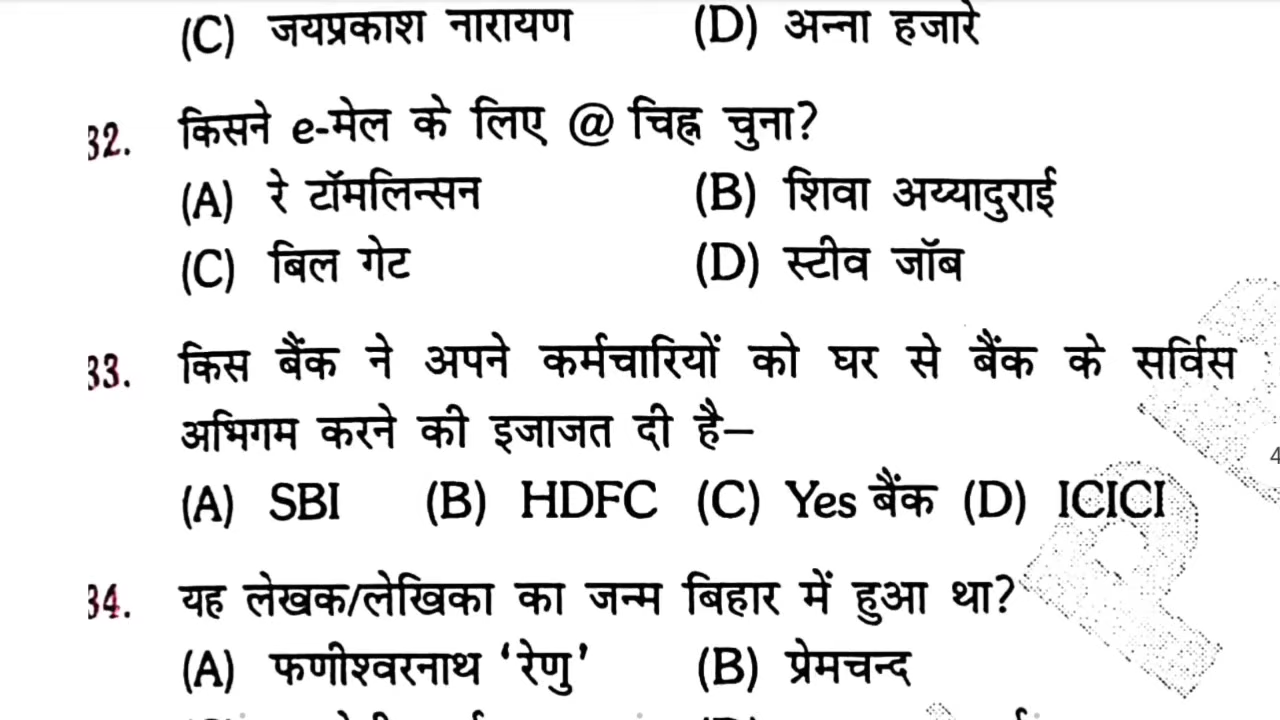 (C) जयप्रकाश नारायण (D) अन्ना हजारे
32. किसने e-मेल के लिए @ चिह्न चुना?
(A) रे टॉमलिन्सन (B) शिवा अय्यादुराई
(C) बिल गेट (D) स्टीव जॉब
33. किस बैंक ने अपने कर्मचारियों को घर से बैंक के सर्विस
अभिगम करने की इजाजत दी है–
(A) SBI (B) HDFC (C) Yes बैंक (D) ICICI
34. यह लेखक/लेखिका का जन्म बिहार में हुआ था?
(A) फणीश्वरनाथ ‘रेणु’ (B) प्रेमचन्द